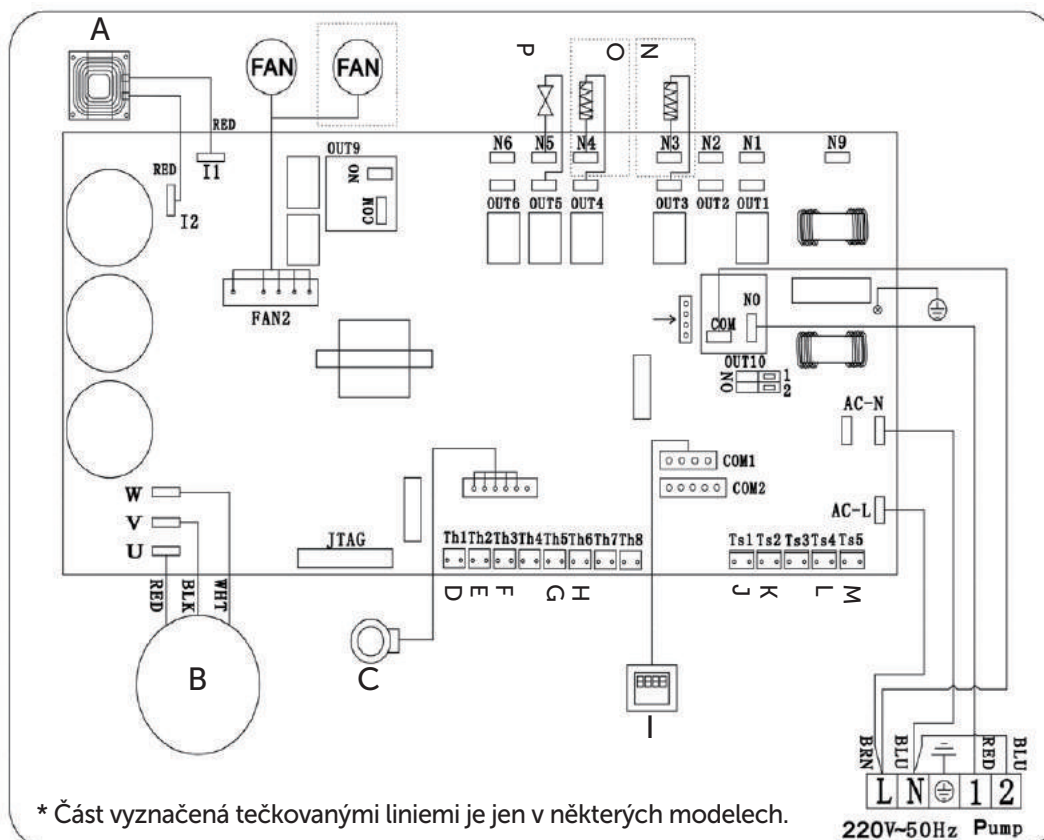 A
FAN
FAN
P
O
N
RED
RED
I1
I2
OUT9
NO
COM
N6
N5
N4
N3
N2
N1
N9
OUT6
OUT5
OUT4
OUT3
OUT2
OUT1
FAN2
NO
COM
OUT10
NO
1
2
AC-N
COM1
COM2
W
V
U
AC-L
JTAG
Th1
Th2
Th3
Th4
Th5
Th6
Th7
Th8
Ts1
Ts2
Ts3
Ts4
Ts5
D
E
F
G
H
J
K
L
M
RED
BLK
WHT
B
C
I
BRN
BLU
RED
BLU
L N 1 2
* Část vyznačená tečkovanými liniemi je jen v některých modelech.
220V~50Hz Pump